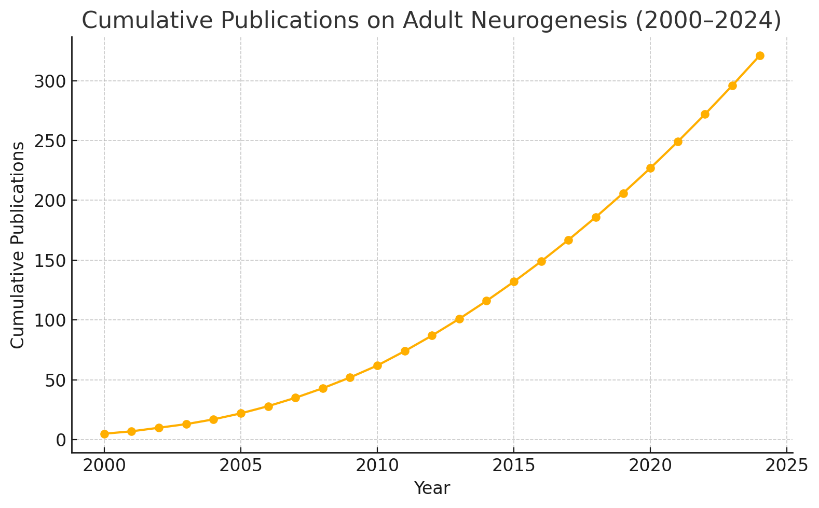 Cumulative Publications on Adult Neurogenesis (2000–2024)
300
250
200
150
100
50
0
Cumulative Publications
2000 2005 2010 2015 2020 2025
Year